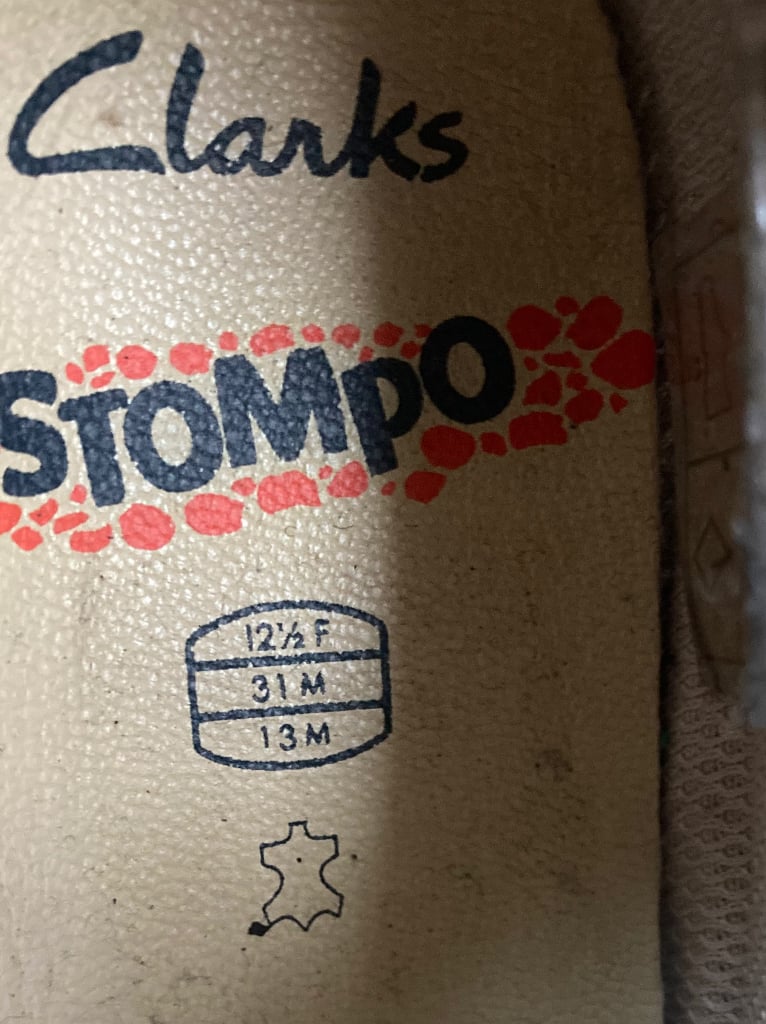 Clarks
STOMPO
12½ F
31 M
13 M